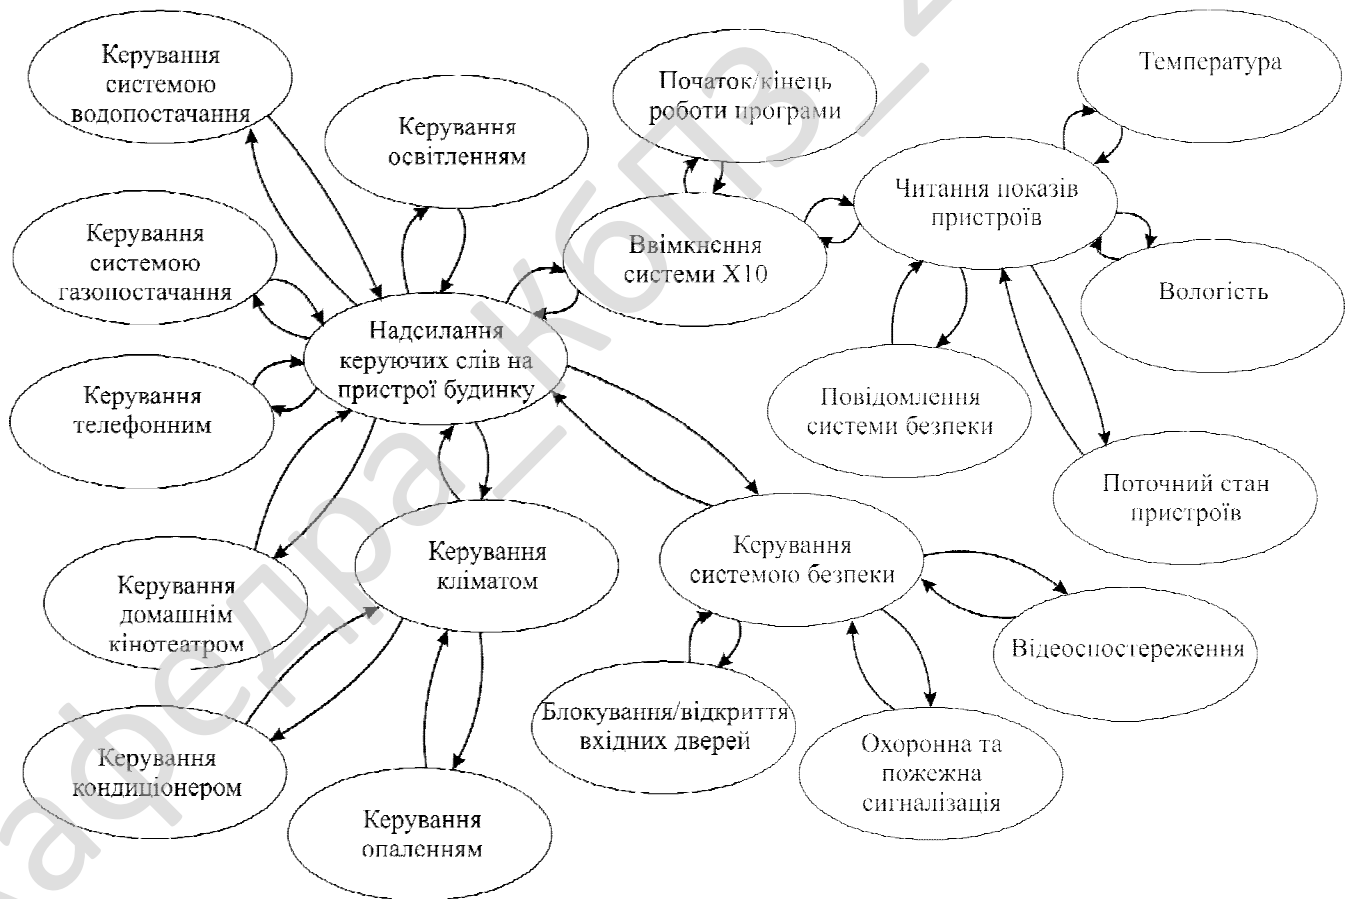 Керування
системою
водопостачання
Керування
освітленням
Початок/кінець
роботи програми
Температура
Читання показів
пристроїв
Керування
системою
газопостачання
Ввімкнення
системи X10
Вологість
Надсилання
керуючих слів на
пристрої будинку
Керування
телефонним
Повідомлення
системи безпеки
Поточний стан
пристроїв
Керування
кліматом
Керування
системою безпеки
Керування
домашнім
кінотеатром
Відеоспостереження
Блокування/відкриття
вхідних дверей
Охоронна та
пожежна
сигналізація
Керування
кондиціонером
Керування
опаленням
афедра_кбпз_2